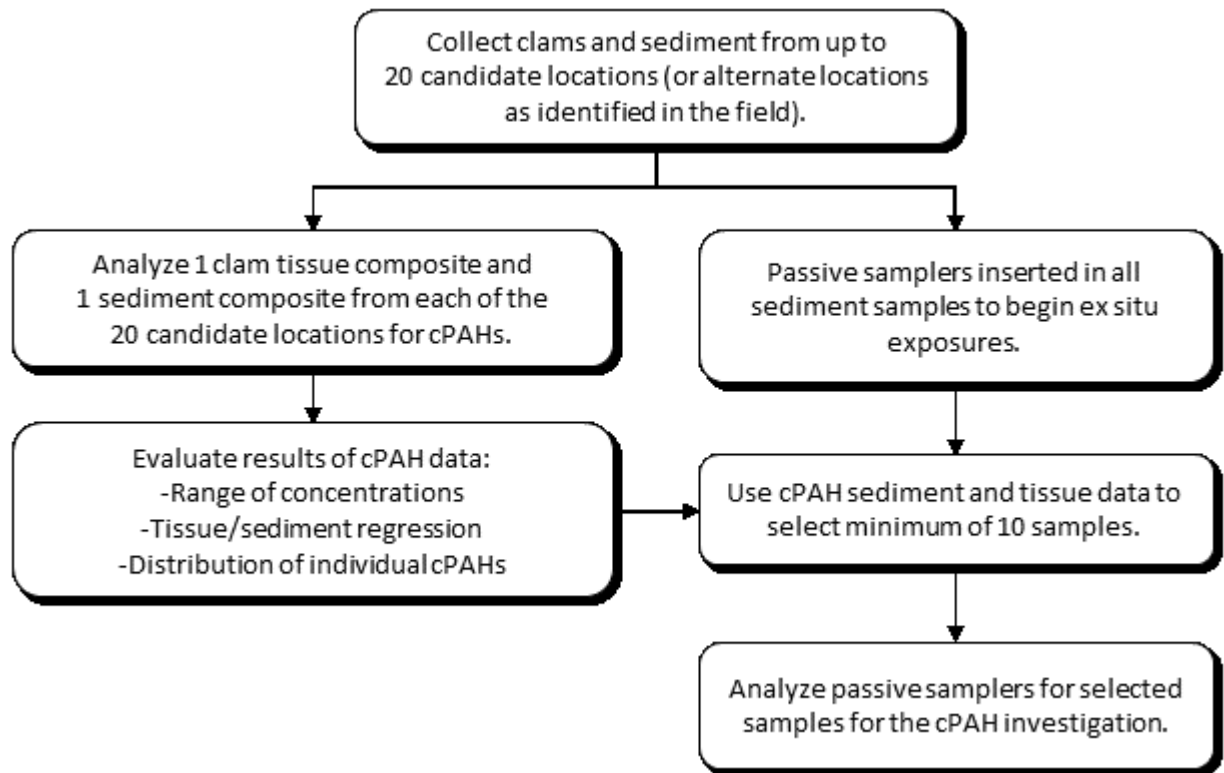 Collect clams and sediment from up to
20 candidate locations (or alternate locations
as identified in the field).
Analyze 1 clam tissue composite and
1 sediment composite from each of the
20 candidate locations for cPAHs.
Passive samplers inserted in all
sediment samples to begin ex situ
exposures.
Evaluate results of cPAH data:
-Range of concentrations
-Tissue/sediment regression
-Distribution of individual cPAHs
Use cPAH sediment and tissue data to
select minimum of 10 samples.
Analyze passive samplers for selected
samples for the cPAH investigation.